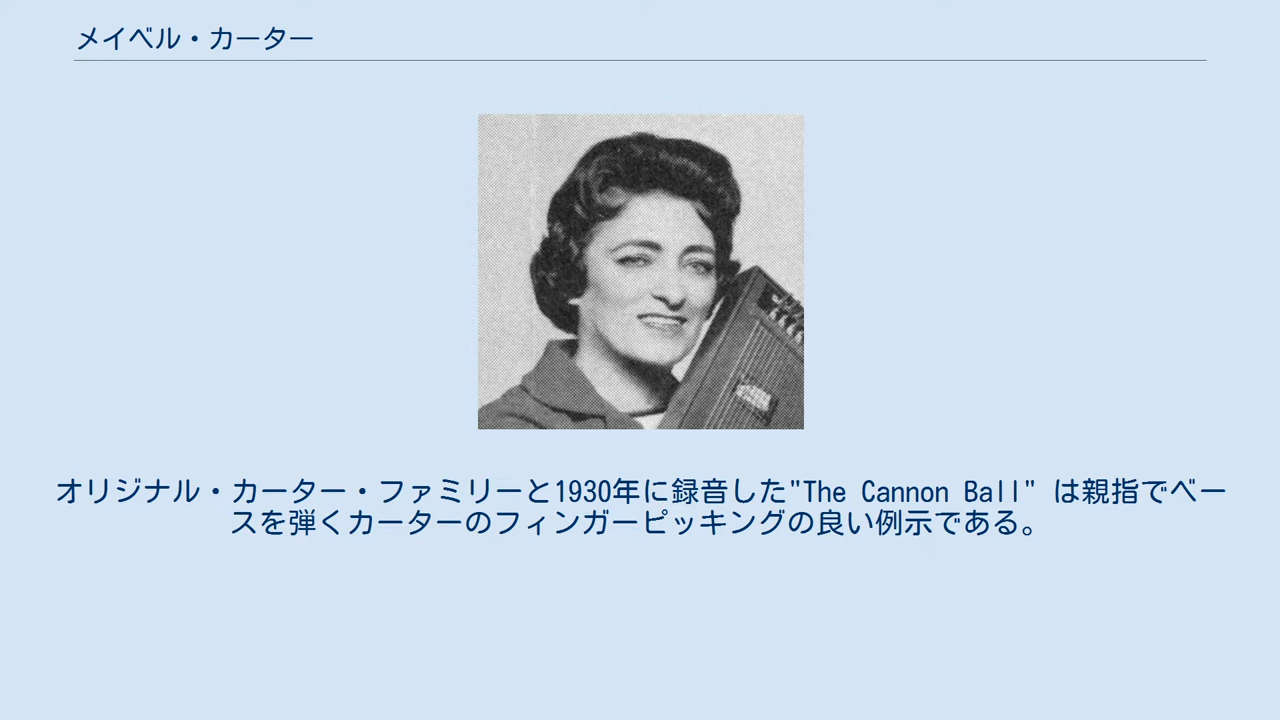 メイベル・カーター
オリジナル・カーター・ファミリーと1930年に録音した"The Cannon Ball" は親指でベー
スを弾くカーターのフィンガーピッキングの良い例示である。